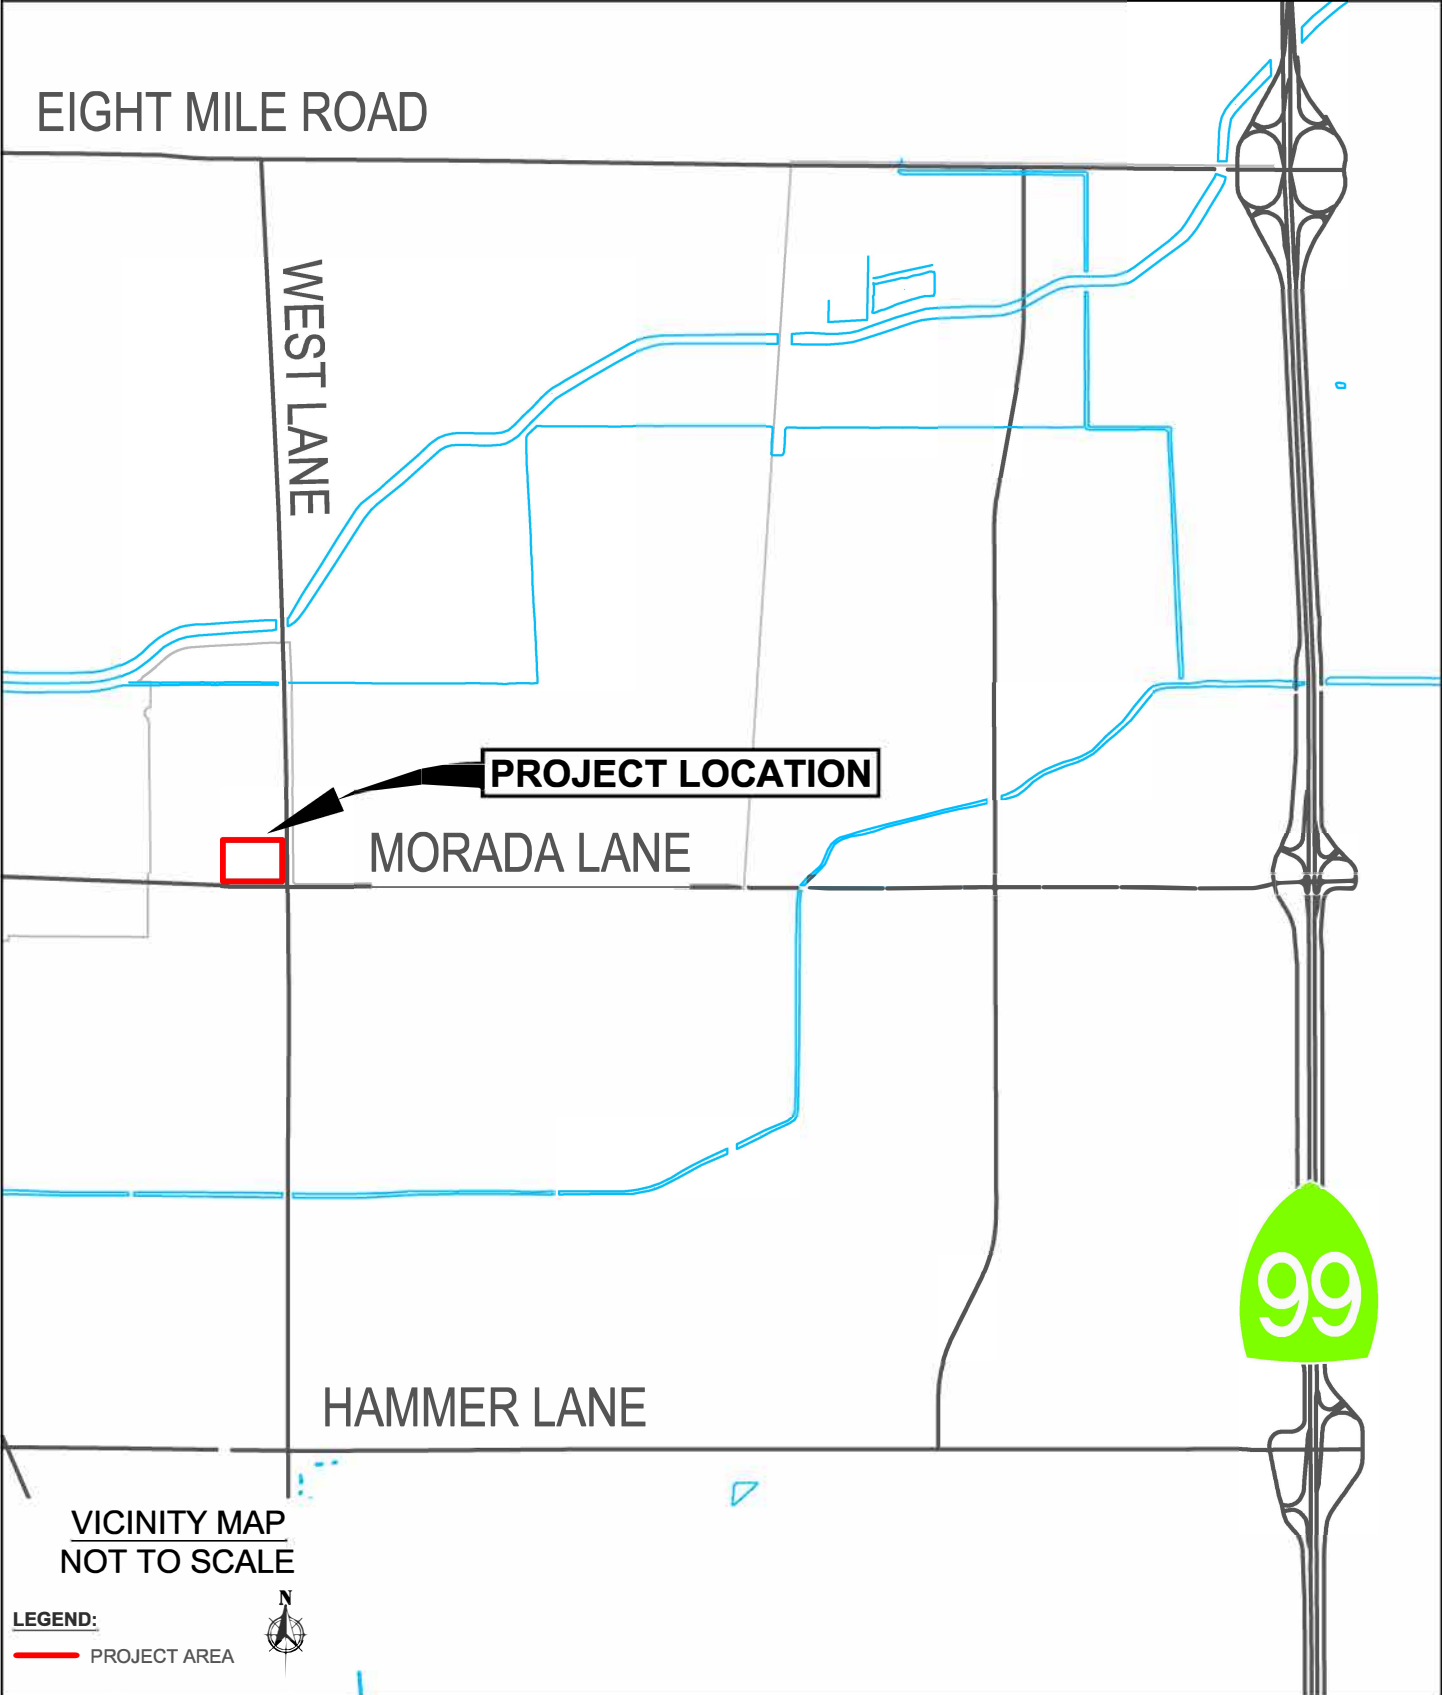 EIGHT MILE ROAD
WEST LANE
PROJECT LOCATION
MORADA LANE
99
HAMMER LANE
VICINITY MAP
NOT TO SCALE
N
LEGEND:
PROJECT AREA